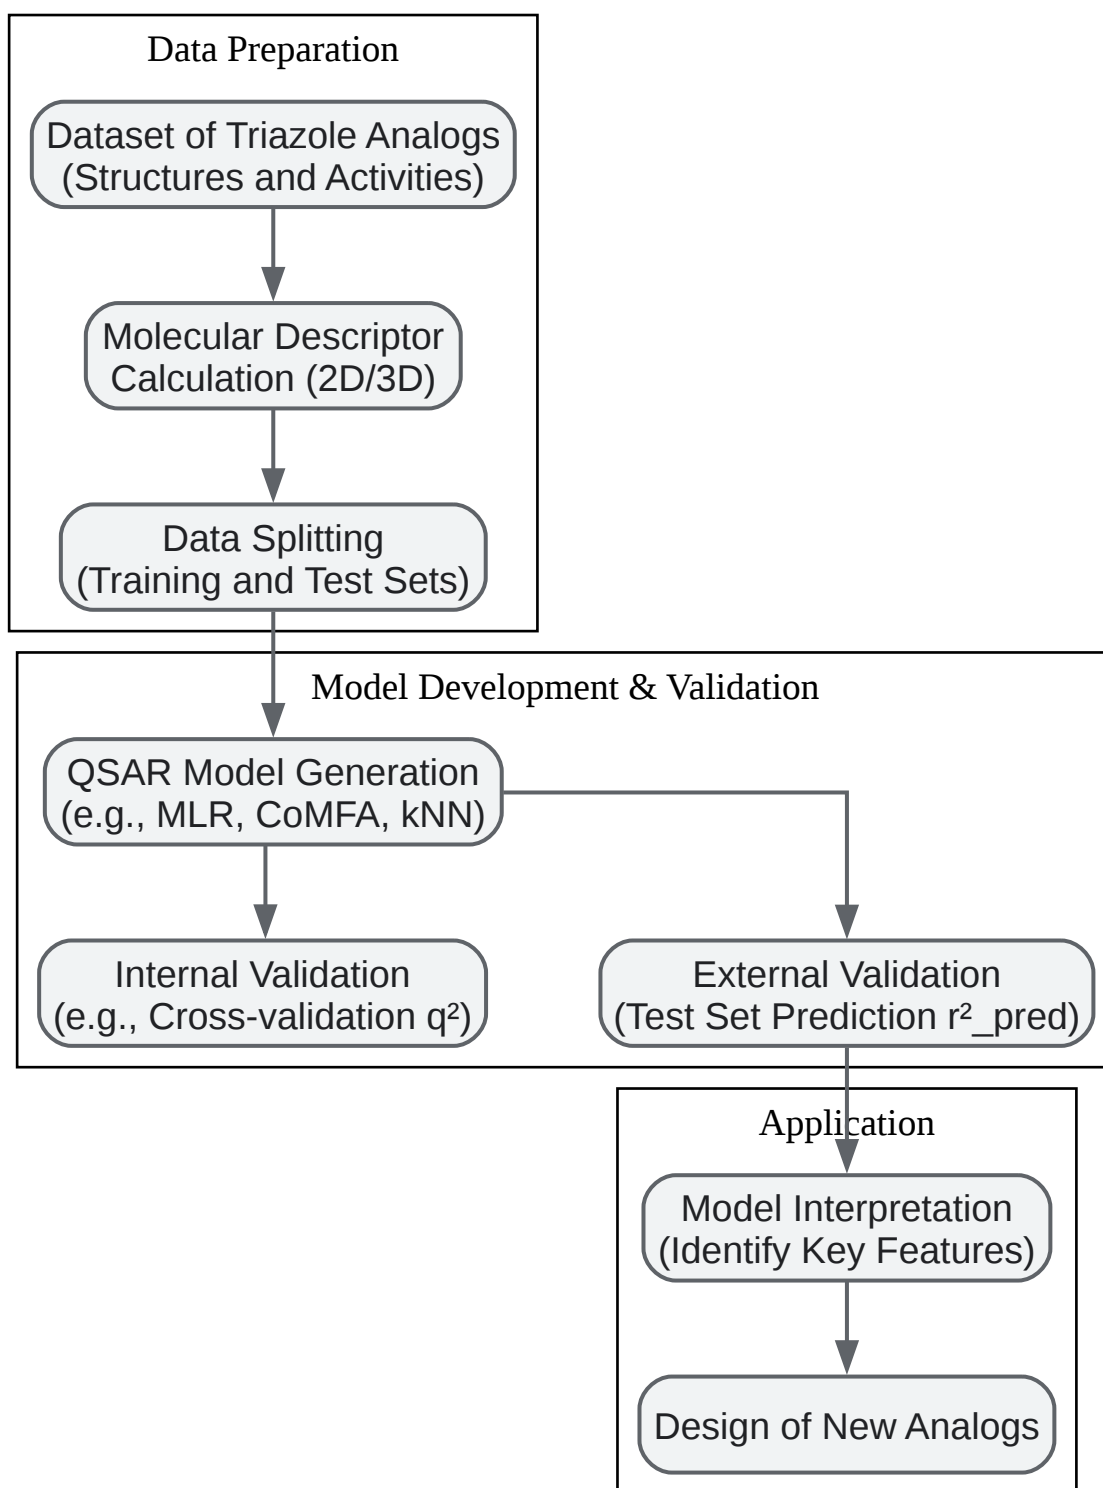 Data Preparation
Dataset of Triazole Analogs
(Structures and Activities)
Molecular Descriptor
Calculation (2D/3D)
Data Splitting
(Training and Test Sets)
Model Development & Validation
QSAR Model Generation
(e.g., MLR, CoMFA, kNN)
Internal Validation
(e.g., Cross-validation q²)
External Validation
(Test Set Prediction r²_pred)
Application
Model Interpretation
(Identify Key Features)
Design of New Analogs